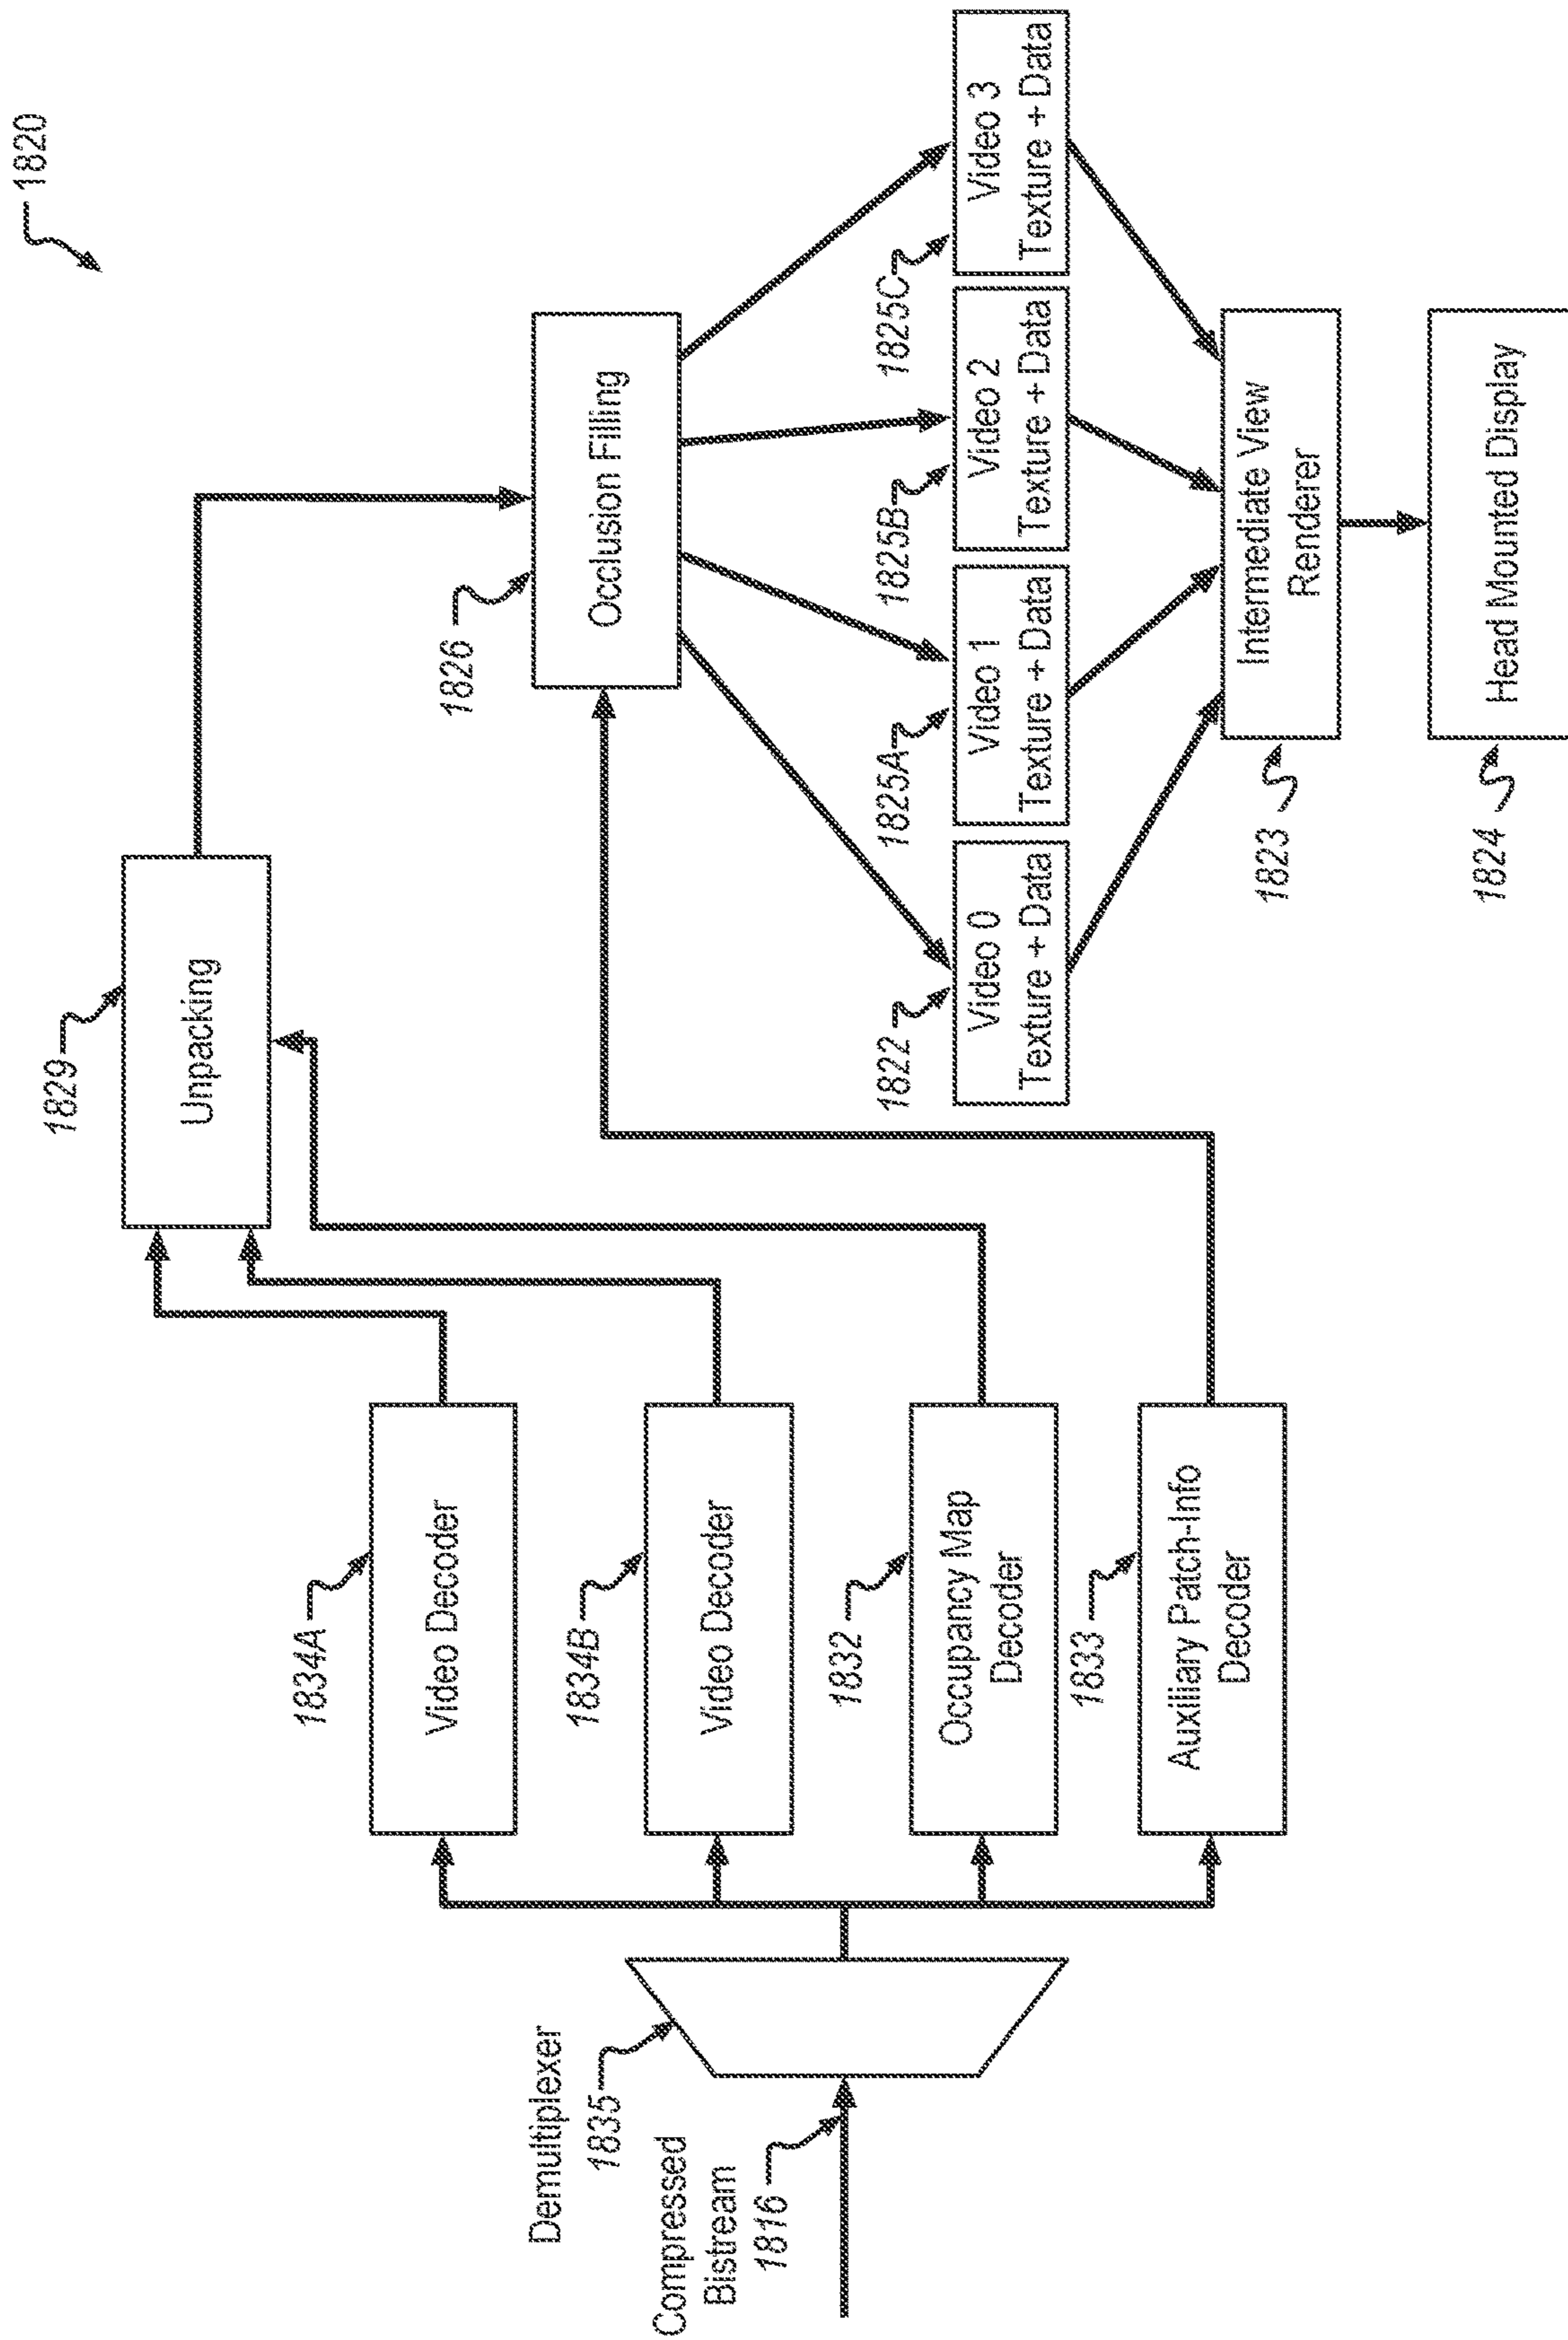 1820
Demultiplexer
1835
Compressed
Bistream
1816
1834A
Video Decoder
1834B
Video Decoder
1832
Occupancy Map
Decoder
1833
Auxiliary Patch-Info
Decoder
1829
Unpacking
1826
Occlusion Filling
1822
Video 0
Texture + Data
1825A
Video 1
Texture + Data
1825B
Video 2
Texture + Data
1825C
Video 3
Texture + Data
1823
Intermediate View
Renderer
1824
Head Mounted Display